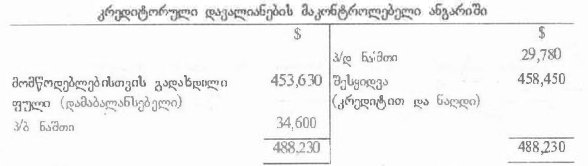 კრედიტორული დავალიანების მაკონტროლებელი ანგარიში
$ $
პ/დ ნაშთი 29,780
მომწოდებლებისთვის გადახდილი 453,630 შესყიდვა 458,450
ფული (დამაბალანსებელი) (კრედიტით და ნაღდი)
პ/ბ ნაშთი 34,600
488,230 488,230